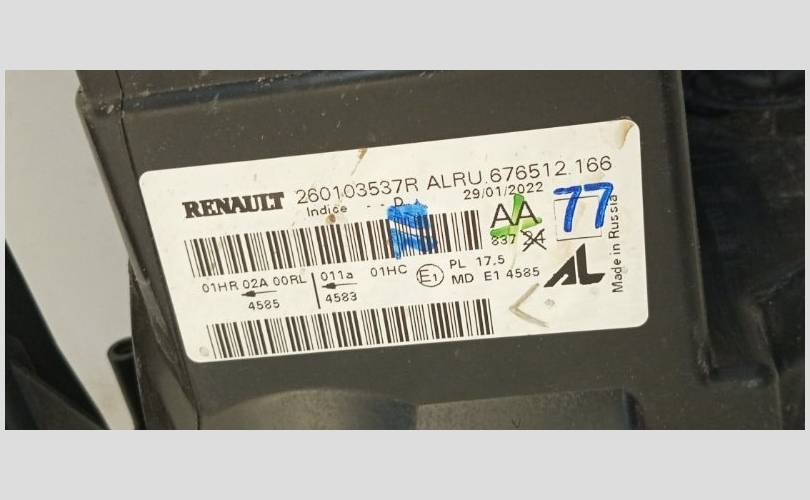 RENAULT 260103537R ALRU.676512.166
Indice - - D 29/01/2022
AA 77
837 24
01HR 02A 00RL 011a 01HC E1 PL 17.5
4585 4583 MD E1 4585 AL
Made in Russia